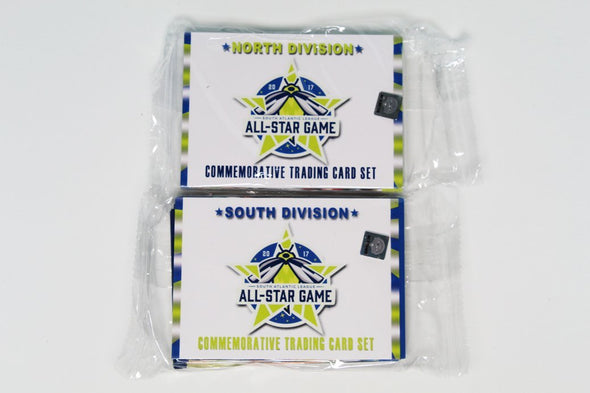 NORTH DIVISION
20 17
SOUTH ATLANTIC LEAGUE
ALL-STAR GAME
COMMEMORATIVE TRADING CARD SET
SOUTH DIVISION
20 17
SOUTH ATLANTIC LEAGUE
ALL-STAR GAME
COMMEMORATIVE TRADING CARD SET